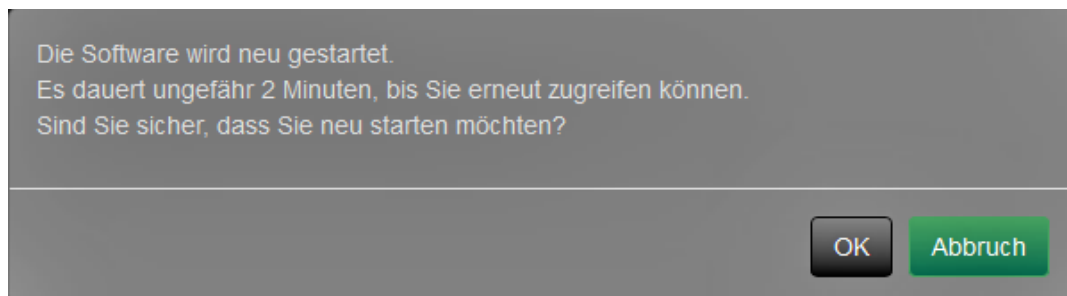 Die Software wird neu gestartet.
Es dauert ungefähr 2 Minuten, bis Sie erneut zugreifen können.
Sind Sie sicher, dass Sie neu starten möchten?
OK
Abbruch